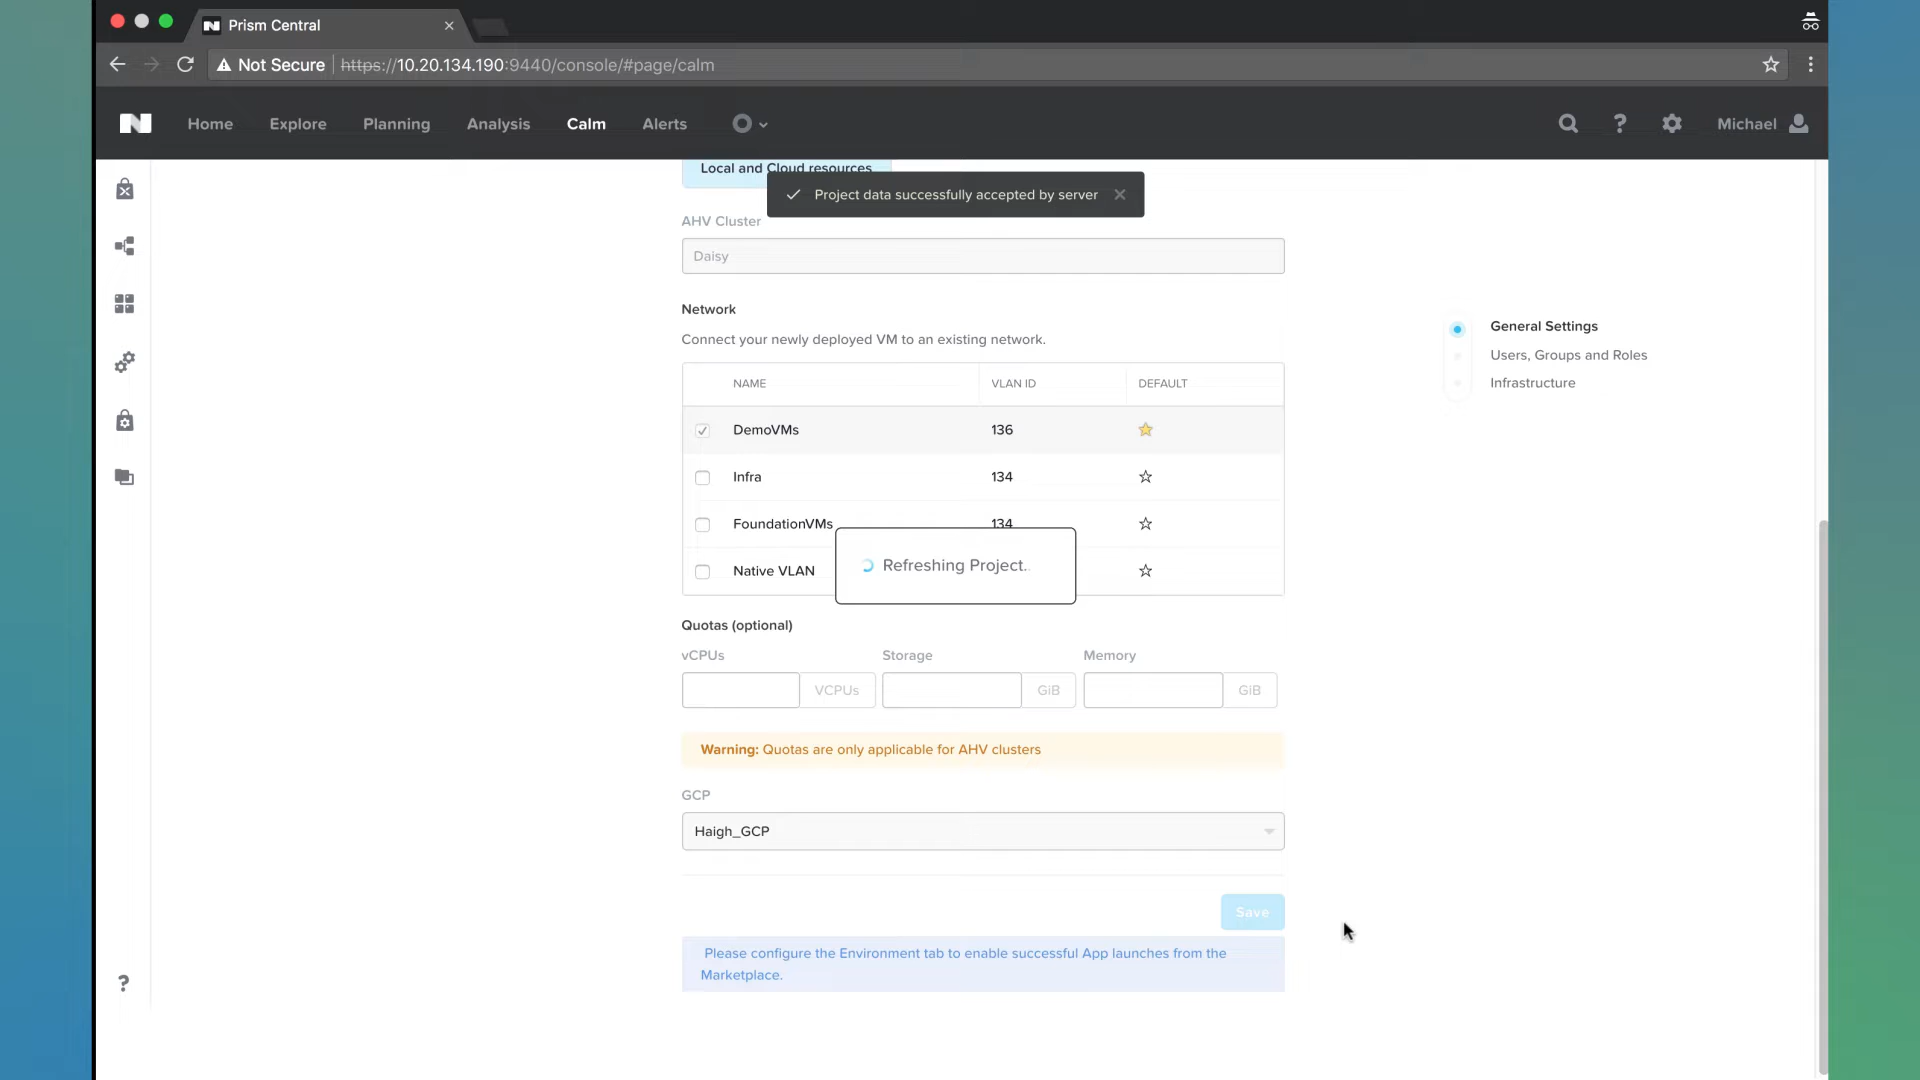 Prism Central
Not Secure https://10.20.134.190:9440/console/#page/calm
Home Explore Planning Analysis Calm Alerts ? Michael
Local and Cloud resources
Project data successfully accepted by server
AHV Cluster
Daisy
Network
Connect your newly deployed VM to an existing network.
NAME VLAN ID DEFAULT
DemoVMs 136
Infra 134
FoundationVMs 134
Native VLAN
Refreshing Project..
General Settings
Users, Groups and Roles
Infrastructure
Quotas (optional)
vCPUs Storage Memory
VCPUs GiB GiB
Warning: Quotas are only applicable for AHV clusters
GCP
Haigh_GCP
Save
Please configure the Environment tab to enable successful App launches from the
Marketplace.
?